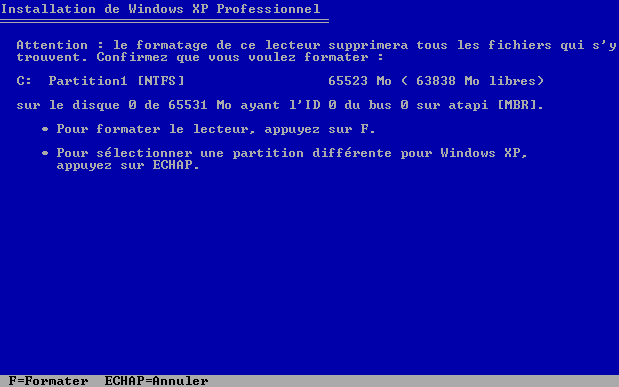 Installation de Windows XP Professionnel
Attention : le formatage de ce lecteur supprimera tous les fichiers qui s'y
trouvent. Confirmez que vous voulez formater :
C:  Partition1 [NTFS]                  65523 Mo ( 63838 Mo libres)
sur le disque 0 de 65531 Mo ayant l'ID 0 du bus 0 sur atapi [MBR].
• Pour formater le lecteur, appuyez sur F.
• Pour sélectionner une partition différente pour Windows XP,
appuyez sur ECHAP.
F=Formater  ECHAP=Annuler